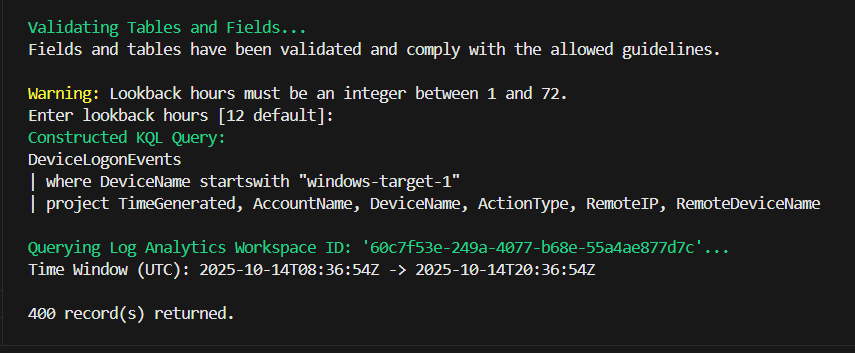 Validating Tables and Fields...
Fields and tables have been validated and comply with the allowed guidelines.
Warning: Lookback hours must be an integer between 1 and 72.
Enter lookback hours [12 default]:
Constructed KQL Query:
DeviceLogonEvents
| where DeviceName startswith "windows-target-1"
| project TimeGenerated, AccountName, DeviceName, ActionType, RemoteIP, RemoteDeviceName
Querying Log Analytics Workspace ID: '60c7f53e-249a-4077-b68e-55a4ae877d7c'...
Time Window (UTC): 2025-10-14T08:36:54Z -> 2025-10-14T20:36:54Z
400 record(s) returned.